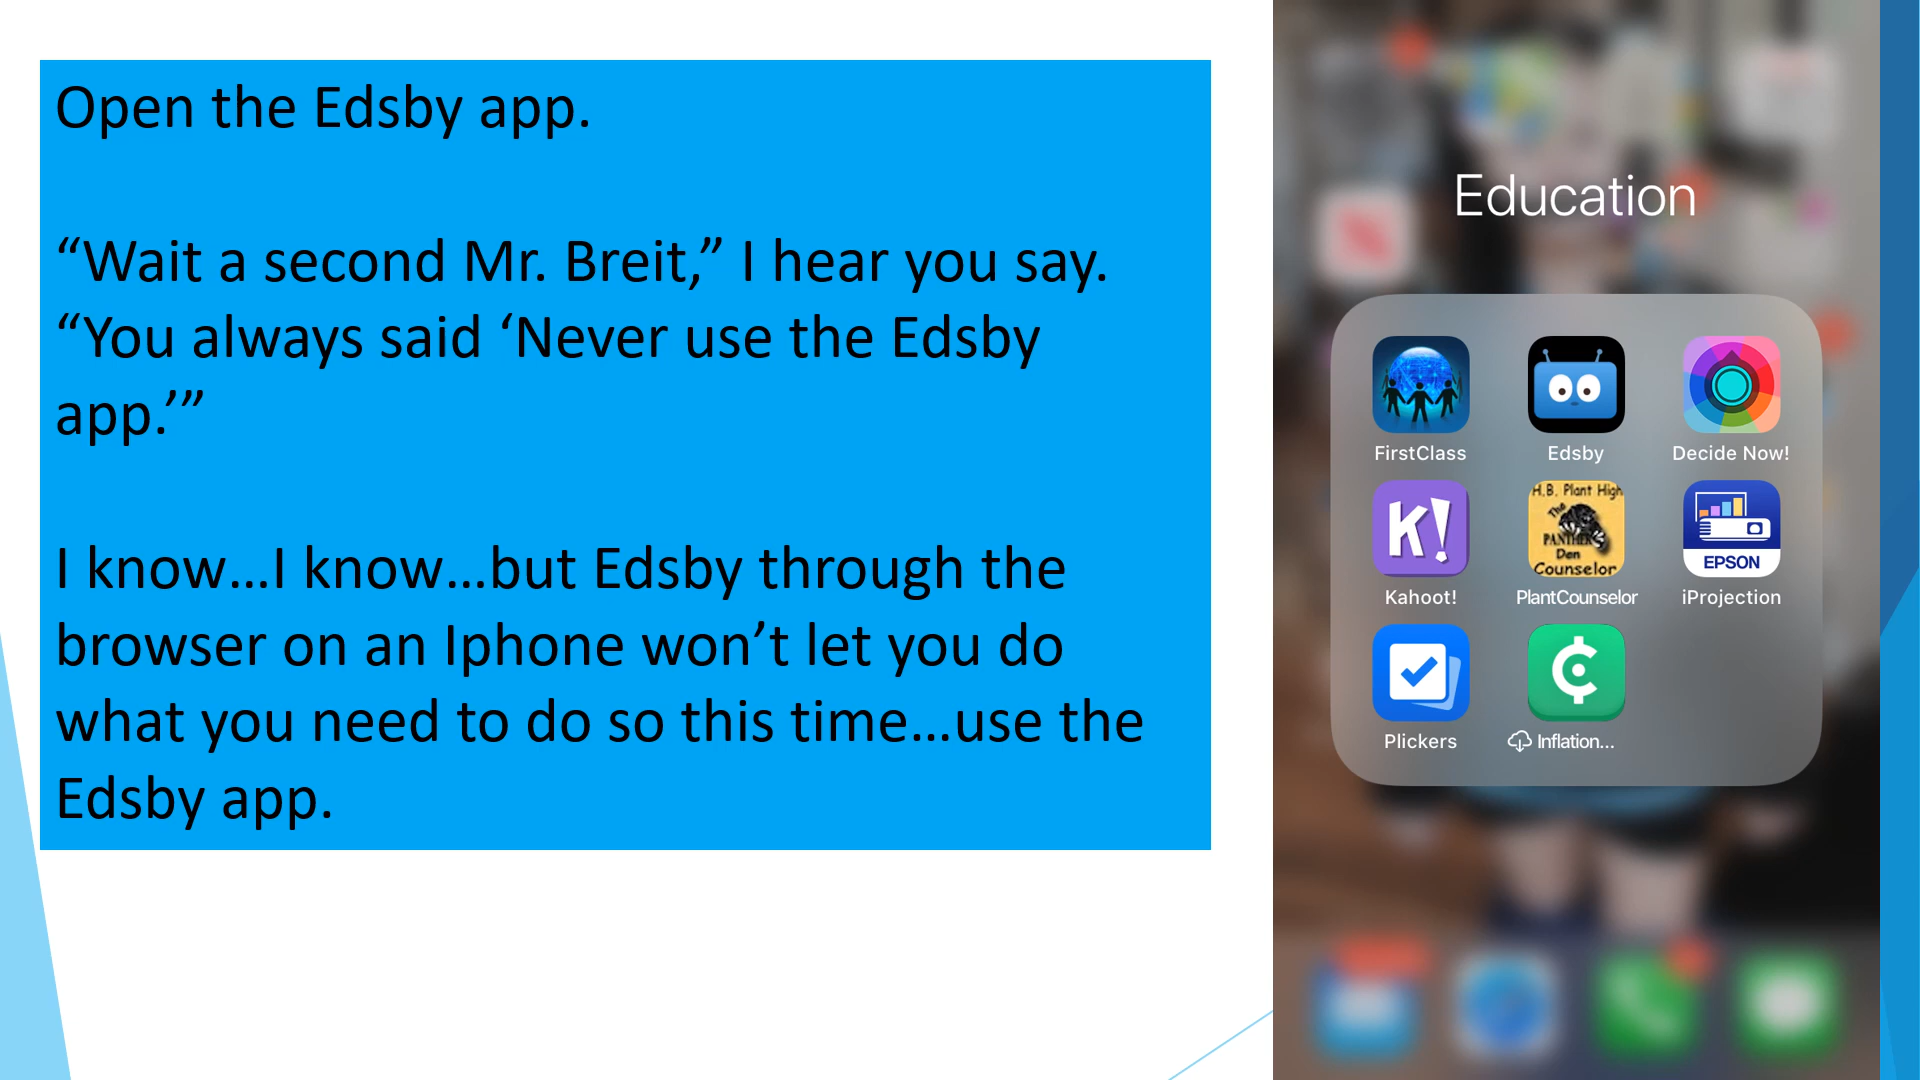 Open the Edsby app.
“Wait a second Mr. Breit,” I hear you say.
“You always said ‘Never use the Edsby
app.’”
I know…I know…but Edsby through the
browser on an Iphone won’t let you do
what you need to do so this time…use the
Edsby app.
Education
FirstClass
Edsby
Decide Now!
K!
H.B. Plant High
The
PANTHER
Den
Counselor
EPSON
Kahoot!
PlantCounselor
iProjection
Plickers
Inflation...